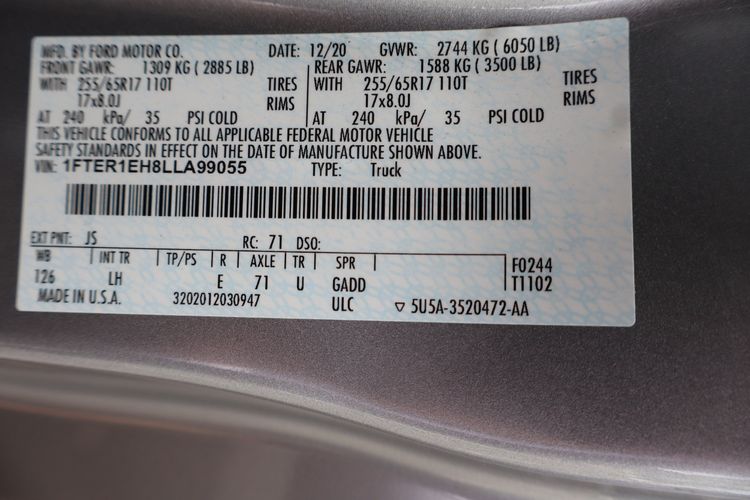 MFD. BY FORD MOTOR CO. DATE: 12/20 GVWR: 2744 KG ( 6050 LB)
FRONT GAWR: 1309 KG ( 2885 LB) REAR GAWR: 1588 KG ( 3500 LB)
WITH 255/65R17 110T TIRES WITH 255/65R17 110T TIRES
17x8.0J RIMS 17x8.0J RIMS
AT 240 kPa/ 35 PSI COLD AT 240 kPa/ 35 PSI COLD
THIS VEHICLE CONFORMS TO ALL APPLICABLE FEDERAL MOTOR VEHICLE
SAFETY STANDARDS IN EFFECT ON THE DATE OF MANUFACTURE SHOWN ABOVE.
VIN: 1FTER1EH8LLA99055 TYPE: Truck
EXT PNT: JS RC: 71 DSO:
WB INT TR TP/PS R AXLE TR SPR F0244
126 LH E 71 U GADD T1102
MADE IN U.S.A. 3202012030947 ULC ▽ 5U5A-3520472-AA